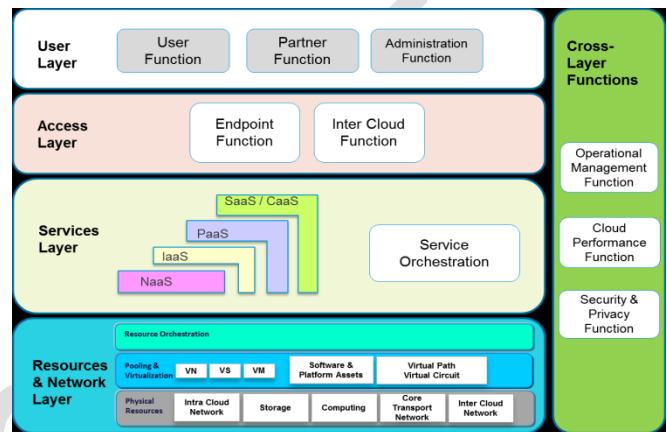 User
Layer
User
Function
Partner
Function
Administration
Function
Access
Layer
Endpoint
Function
Inter Cloud
Function
Services
Layer
SaaS / CaaS
PaaS
IaaS
NaaS
Service
Orchestration
Resources
& Network
Layer
Resource Orchestration
Pooling &
Virtualization
VN
VS
VM
Software &
Platform Assets
Virtual Path
Virtual Circuit
Physical
Resources
Intra Cloud
Network
Storage
Computing
Core
Transport
Network
Inter Cloud
Network
Cross-
Layer
Functions
Operational
Management
Function
Cloud
Performance
Function
Security &
Privacy
Function